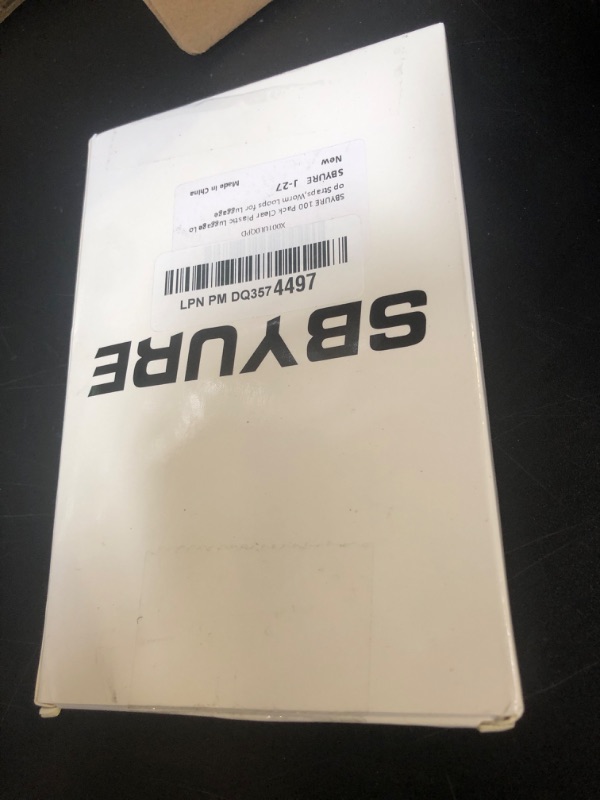 SBYURE
X001UL0QPD
SBYURE 100 Pack Clear Plastic Luggage Lo
op Straps,Worm Loops for Luggage
SBYURE J-27
New
Made in China
LPN PM DQ3574497